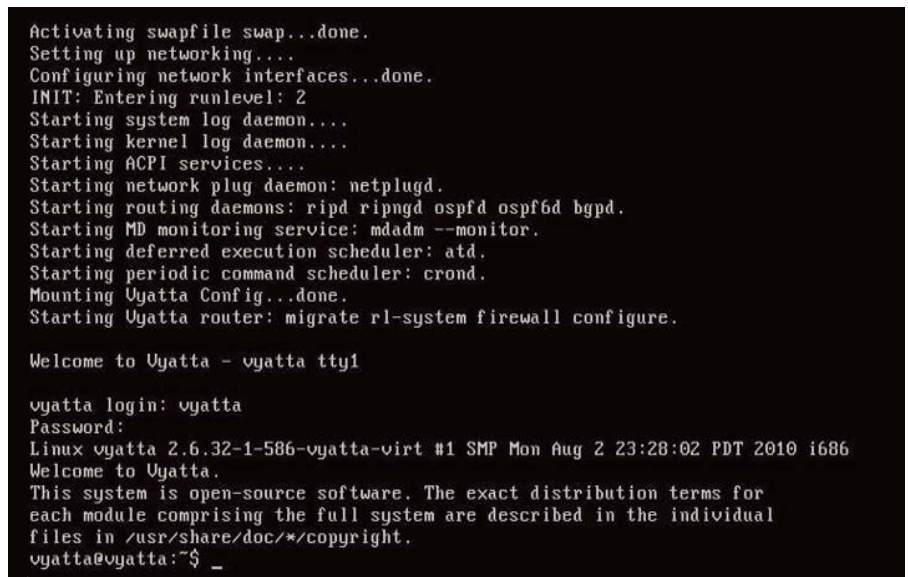 Activating swapfile swap...done.
Setting up networking....
Configuring network interfaces...done.
INIT: Entering runlevel: 2
Starting system log daemon....
Starting kernel log daemon....
Starting ACPI services....
Starting network plug daemon: netplugd.
Starting routing daemons: ripd ripngd ospfd ospf6d bgpd.
Starting MD monitoring service: mdadm --monitor.
Starting deferred execution scheduler: atd.
Starting periodic command scheduler: crond.
Mounting Vyatta Config...done.
Starting Vyatta router: migrate rl-system firewall configure.
Welcome to Vyatta - vyatta tty1
vyatta login: vyatta
Password:
Linux vyatta 2.6.32-1-586-vyatta-virt #1 SMP Mon Aug 2 23:28:02 PDT 2010 i686
Welcome to Vyatta.
This system is open-source software. The exact distribution terms for
each module comprising the full system are described in the individual
files in /usr/share/doc/*/copyright.
vyatta@vyatta:~$ _